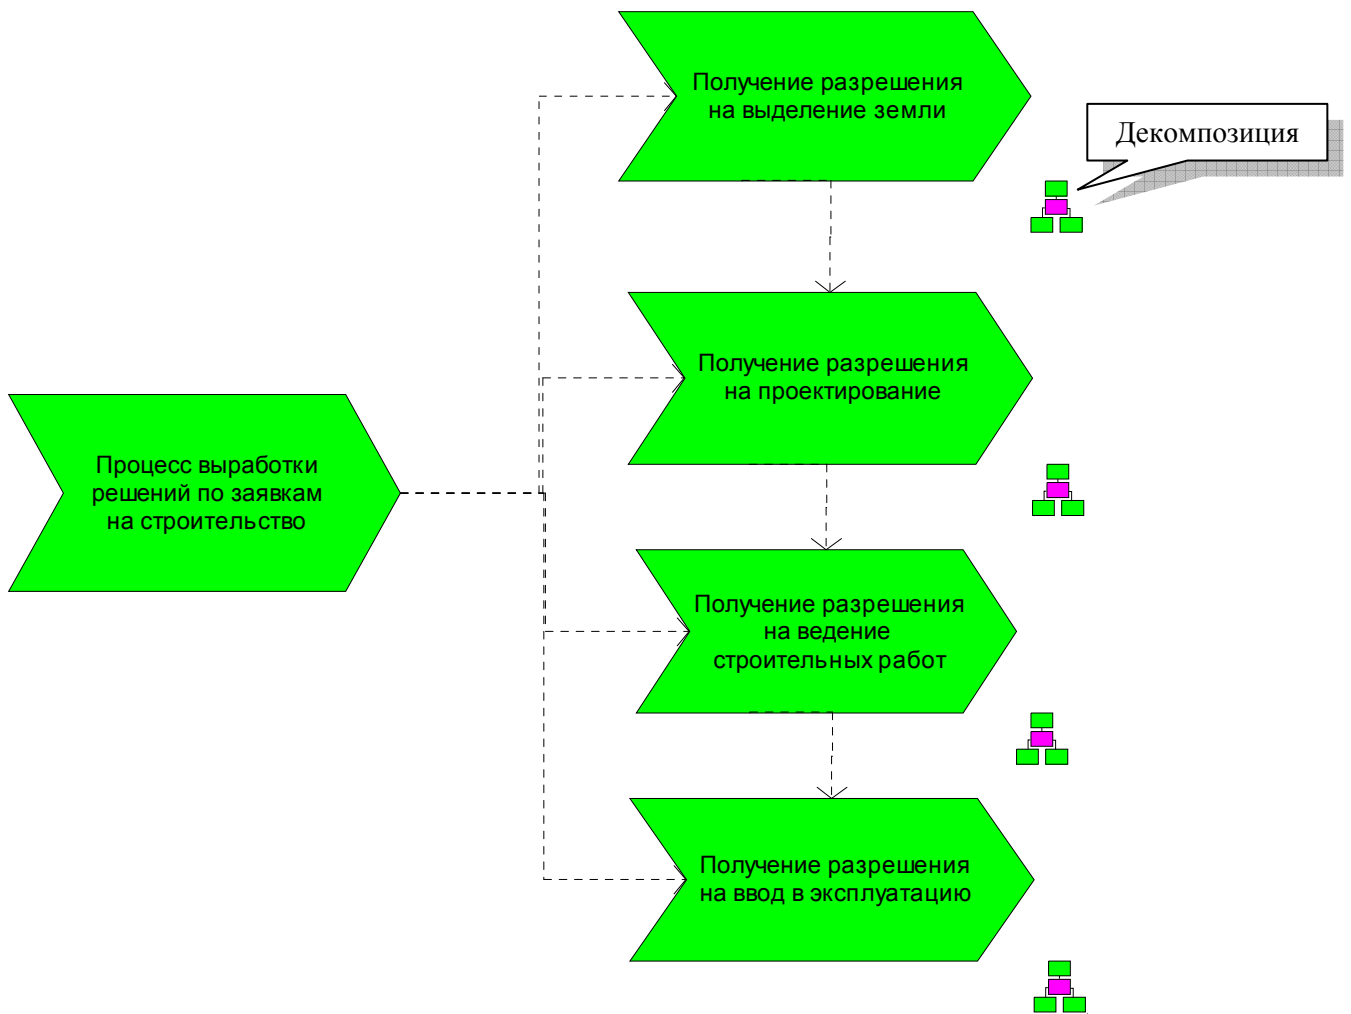 Получение разрешения
на выделение земли
Декомпозиция
Получение разрешения
на проектирование
Процесс выработки
решений по заявкам
на строительство
Получение разрешения
на ведение
строительных работ
Получение разрешения
на ввод в эксплуатацию